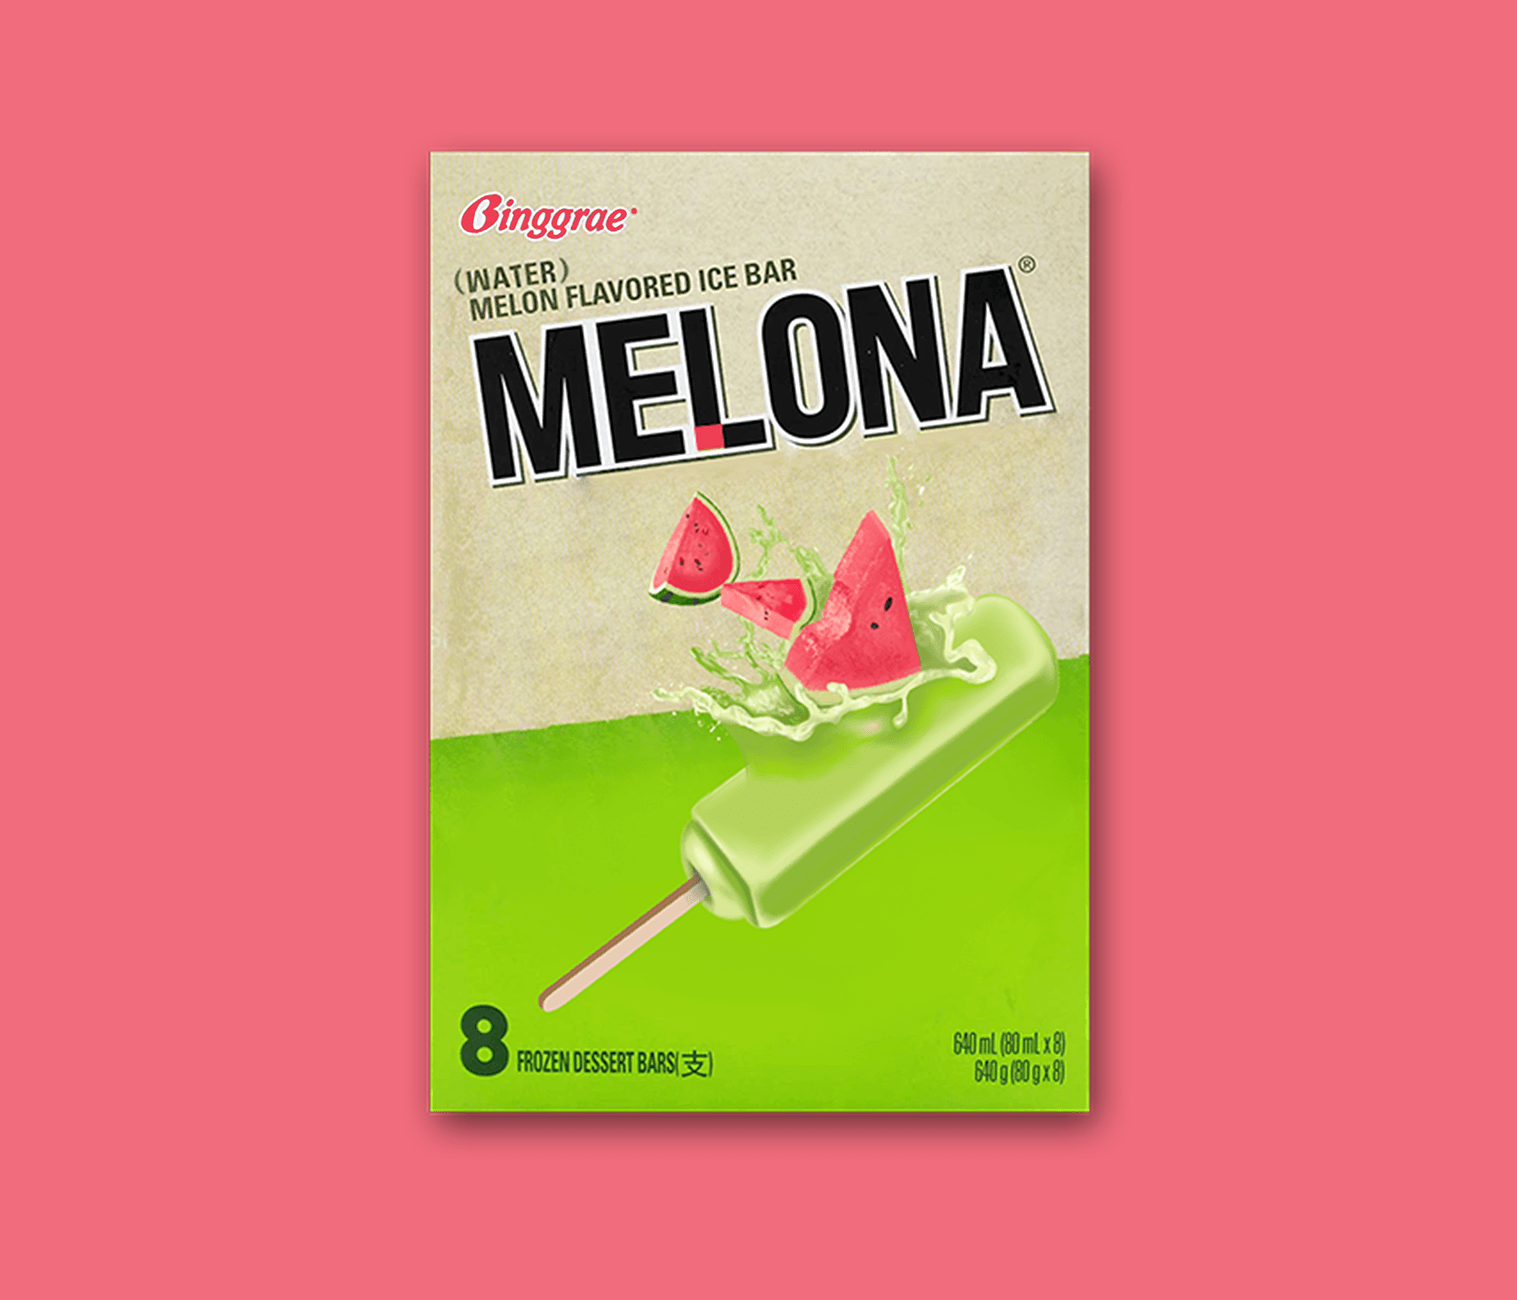 Binggrae
(WATER)
MELON FLAVORED ICE BAR
MELONA®
8 FROZEN DESSERT BARS(支)
640 mL (80 mL x 8)
640 g (80 g x 8)